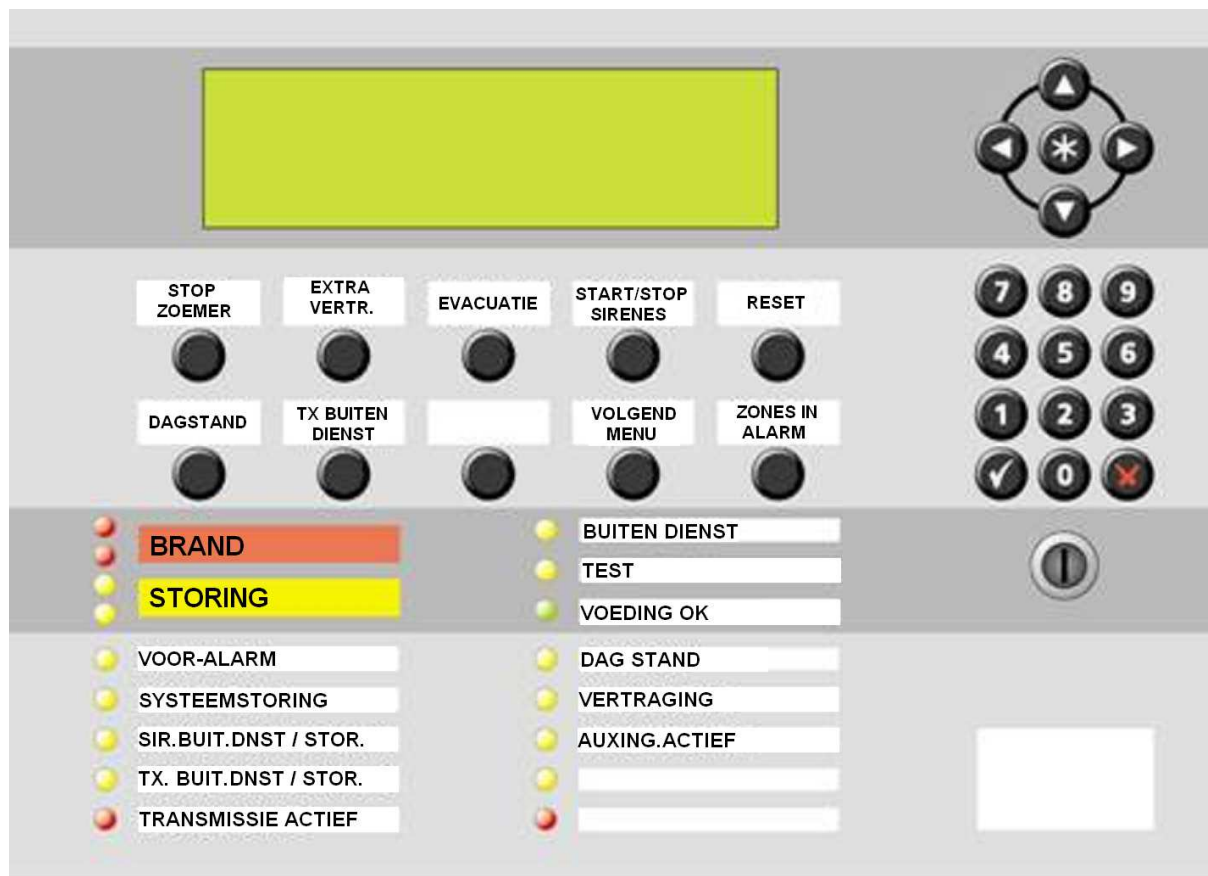 STOP
ZOEMER
EXTRA
VERTR.
EVACUATIE
START/STOP
SIRENES
RESET
DAGSTAND
TX BUITEN
DIENST
VOLGEND
MENU
ZONES IN
ALARM
7 8 9
4 5 6
1 2 3
0
BRAND
STORING
VOOR-ALARM
SYSTEEMSTORING
SIR.BUIT.DNST / STOR.
TX. BUIT.DNST / STOR.
TRANSMISSIE ACTIEF
BUITEN DIENST
TEST
VOEDING OK
DAG STAND
VERTRAGING
AUXING.ACTIEF